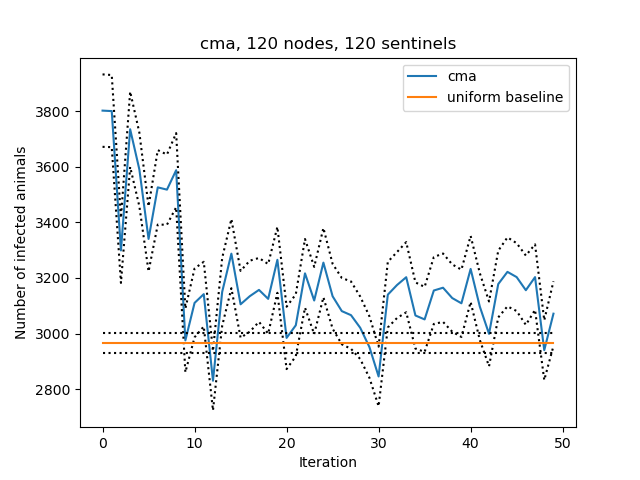 cma, 120 nodes, 120 sentinels
cma
uniform baseline
Number of infected animals
3800
3600
3400
3200
3000
2800
0 10 20 30 40 50
Iteration